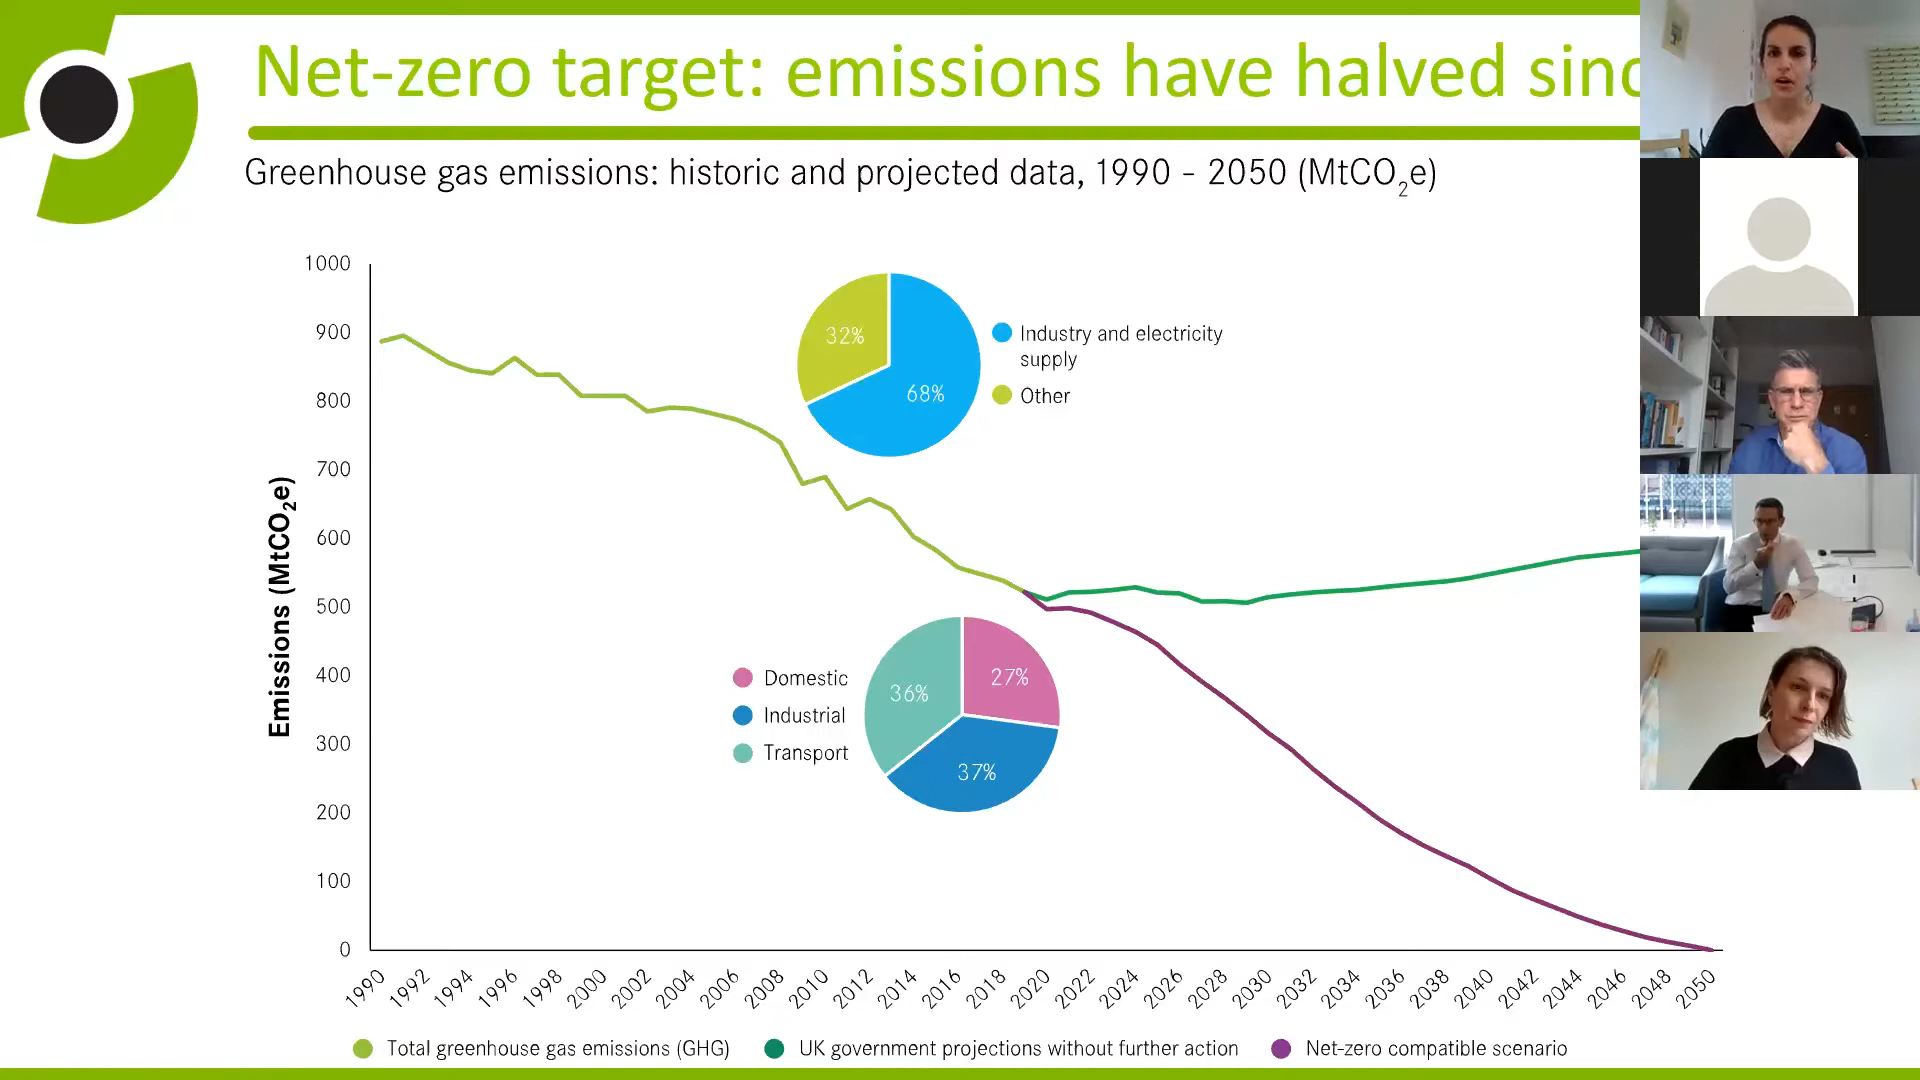 Net-zero target: emissions have halved sinc
Greenhouse gas emissions: historic and projected data, 1990 - 2050 (MtCO₂e)
Emissions (MtCO₂e)
1000
900
800
700
600
500
400
300
200
100
0
32%
68%
Industry and electricity
supply
Other
Domestic
Industrial
Transport
36%
27%
37%
1990 1992 1994 1996 1998 2000 2002 2004 2006 2008 2010 2012 2014 2016 2018 2020 2022 2024 2026 2028 2030 2032 2034 2036 2038 2040 2042 2044 2046 2048 2050
Total greenhouse gas emissions (GHG) UK government projections without further action Net-zero compatible scenario